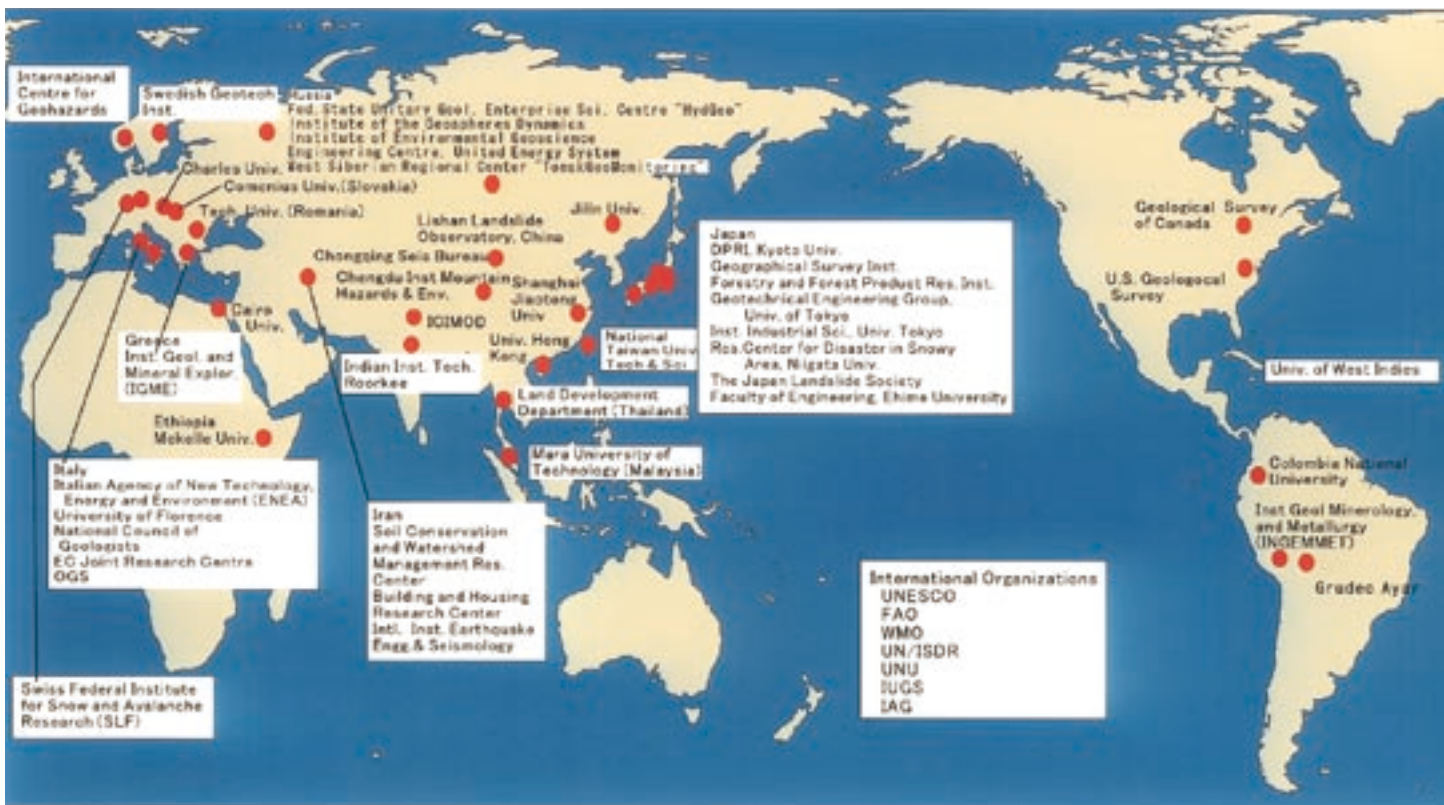 International
Centre for
Geohazards
Swedish Geotech
Inst.
Russia
Fed. State Unitary Geol. Enterprise Sci. Centre "HydGeo"
Institute of the Geospheres Dynamics
Institute of Environmental Geoscience
Engineering Centre, United Energy System
West Siberian Regional Center "TomskGeoMonitoring"
Charles Univ.
Comenius Univ.(Slovakia)
Tech. Univ. (Romania)
Lishan Landslide
Observatory, China
Jilin Univ.
Chongqing Seis Bureau
Chengdu Inst Mountain
Hazards & Env.
Shanghai
Jiaotong
Univ
Cairo
Univ.
ICIMOD
Univ. Hong
Kong
National
Taiwan Univ.
Tech & Sci.
Greece
Inst. Geol. and
Mineral Explor.
(IGME)
Indian Inst. Tech.
Roorkee
Land Development
Department (Thailand)
Ethiopia
Mekelle Univ.
Mara University of
Technology (Malaysia)
Japan
DPRI, Kyoto Univ.
Geographical Survey Inst.
Forestry and Forest Product Res. Inst.
Geotechnical Engineering Group,
Univ. of Tokyo
Inst. Industrial Sci., Univ. Tokyo
Res.Center for Disaster in Snowy
Area, Niigata Univ.
The Japan Landslide Society
Faculty of Engineering, Ehime University
Geological Survey
of Canada
U.S. Geologocal
Survey
Univ. of West Indies
Colombia National
University
Inst Geol Minerology,
and Metallurgy
(INGEMMET)
Gradec Ayar
Italy
Italian Agency of New Technology,
Energy and Environment (ENEA)
University of Florence
National Council of
Geologists
EC Joint Research Centre
OGS
Iran
Soil Conservation
and Watershed
Management Res.
Center
Building and Housing
Research Center
Intl. Inst. Earthquake
Engg.& Seismology
International Organizations
UNESCO
FAO
WMO
UN/ISDR
UNU
IUGS
IAG
Swiss Federal Institute
for Snow and Avalanche
Research (SLF)